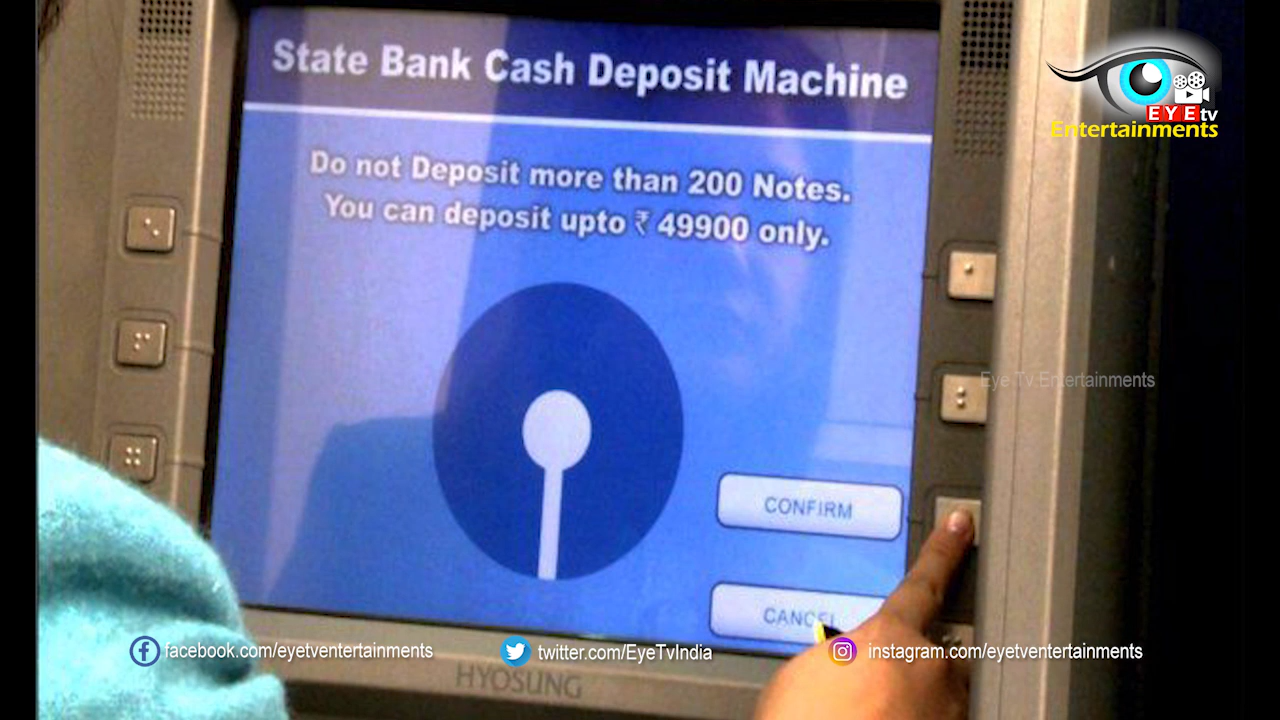 State Bank Cash Deposit Machine
EYE tv
Entertainments
Do not Deposit more than 200 Notes.
You can deposit upto ₹ 49900 only.
Eye Tv Entertainments
CONFIRM
CANCEL
facebook.com/eyetventertainments
twitter.com/EyeTvIndia
instagram.com/eyetventertainments
HYOSUNG